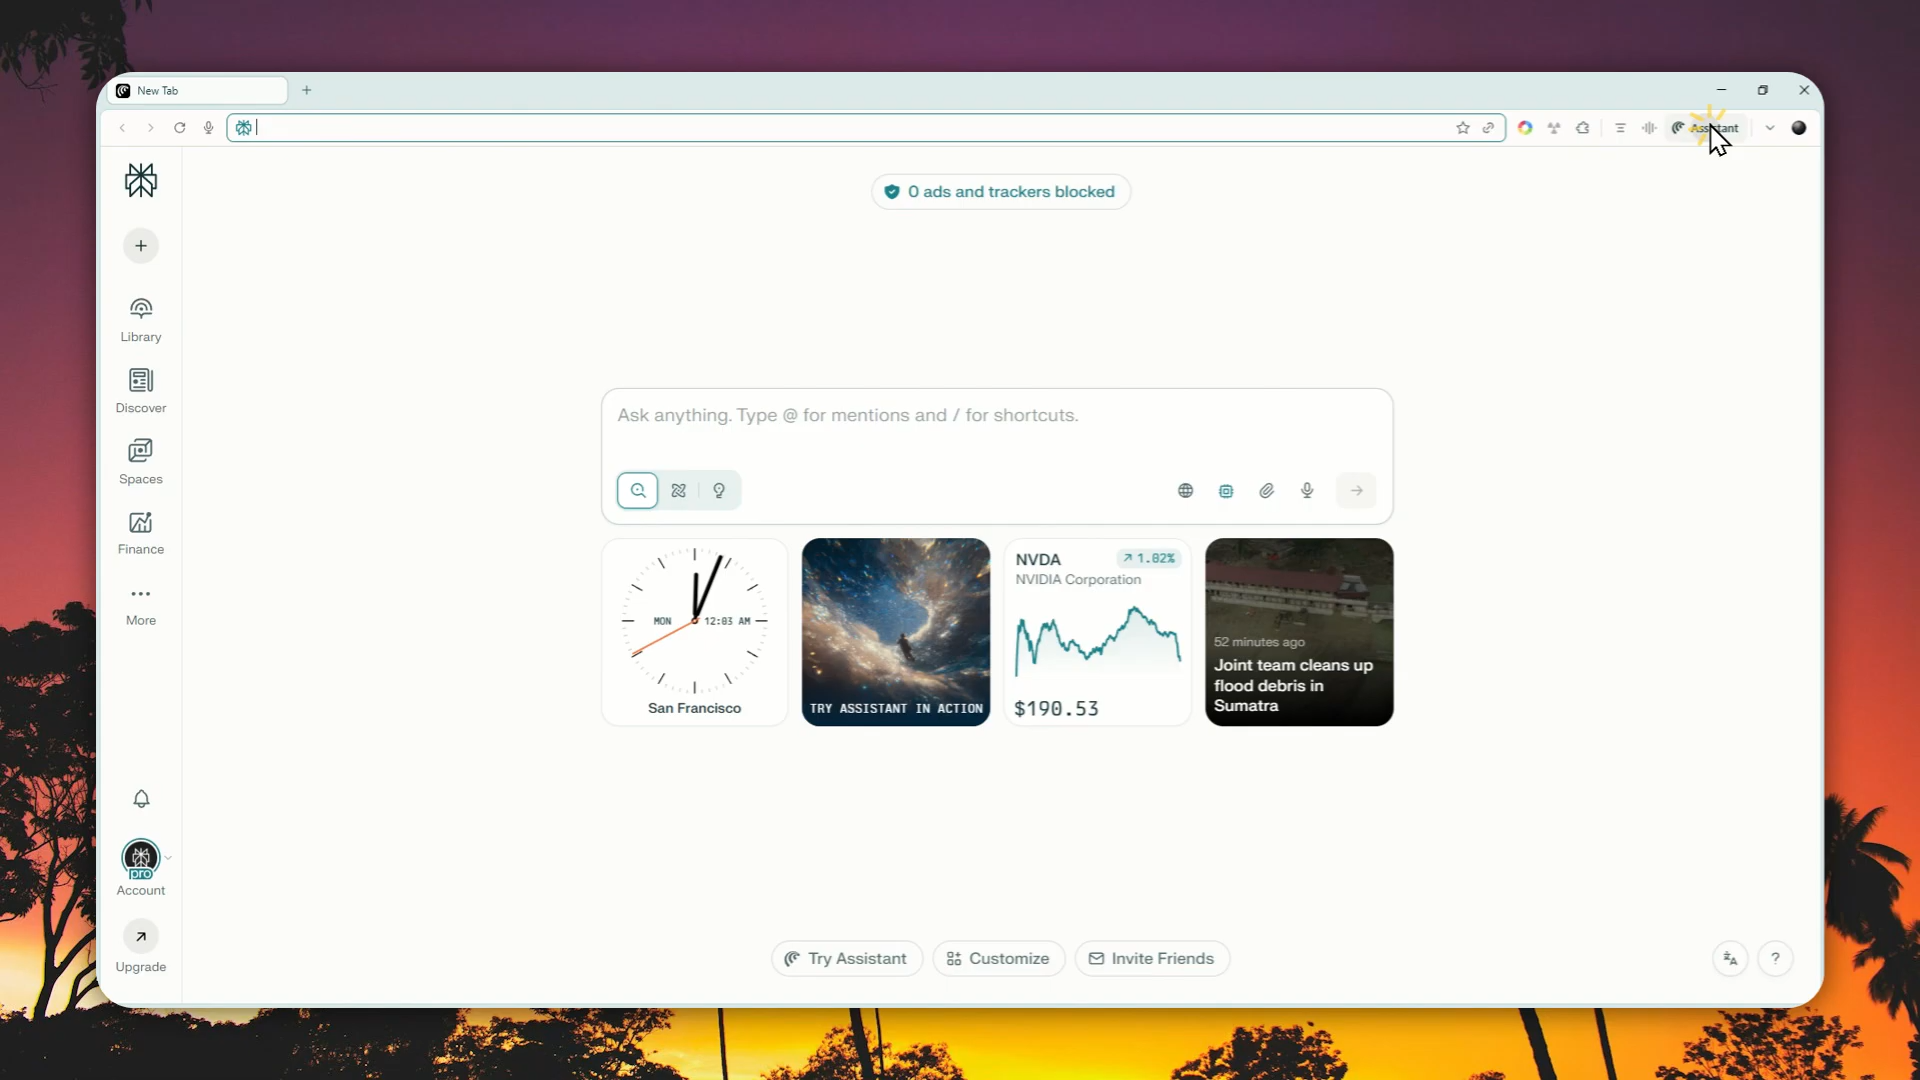 New Tab
Assistant
0 ads and trackers blocked
Library
Discover
Spaces
Finance
More
Ask anything. Type @ for mentions and / for shortcuts.
MON
12:03 AM
San Francisco
TRY ASSISTANT IN ACTION
NVDA
1.02%
NVIDIA Corporation
$190.53
52 minutes ago
Joint team cleans up
flood debris in
Sumatra
pro
Account
Upgrade
Try Assistant
Customize
Invite Friends
?